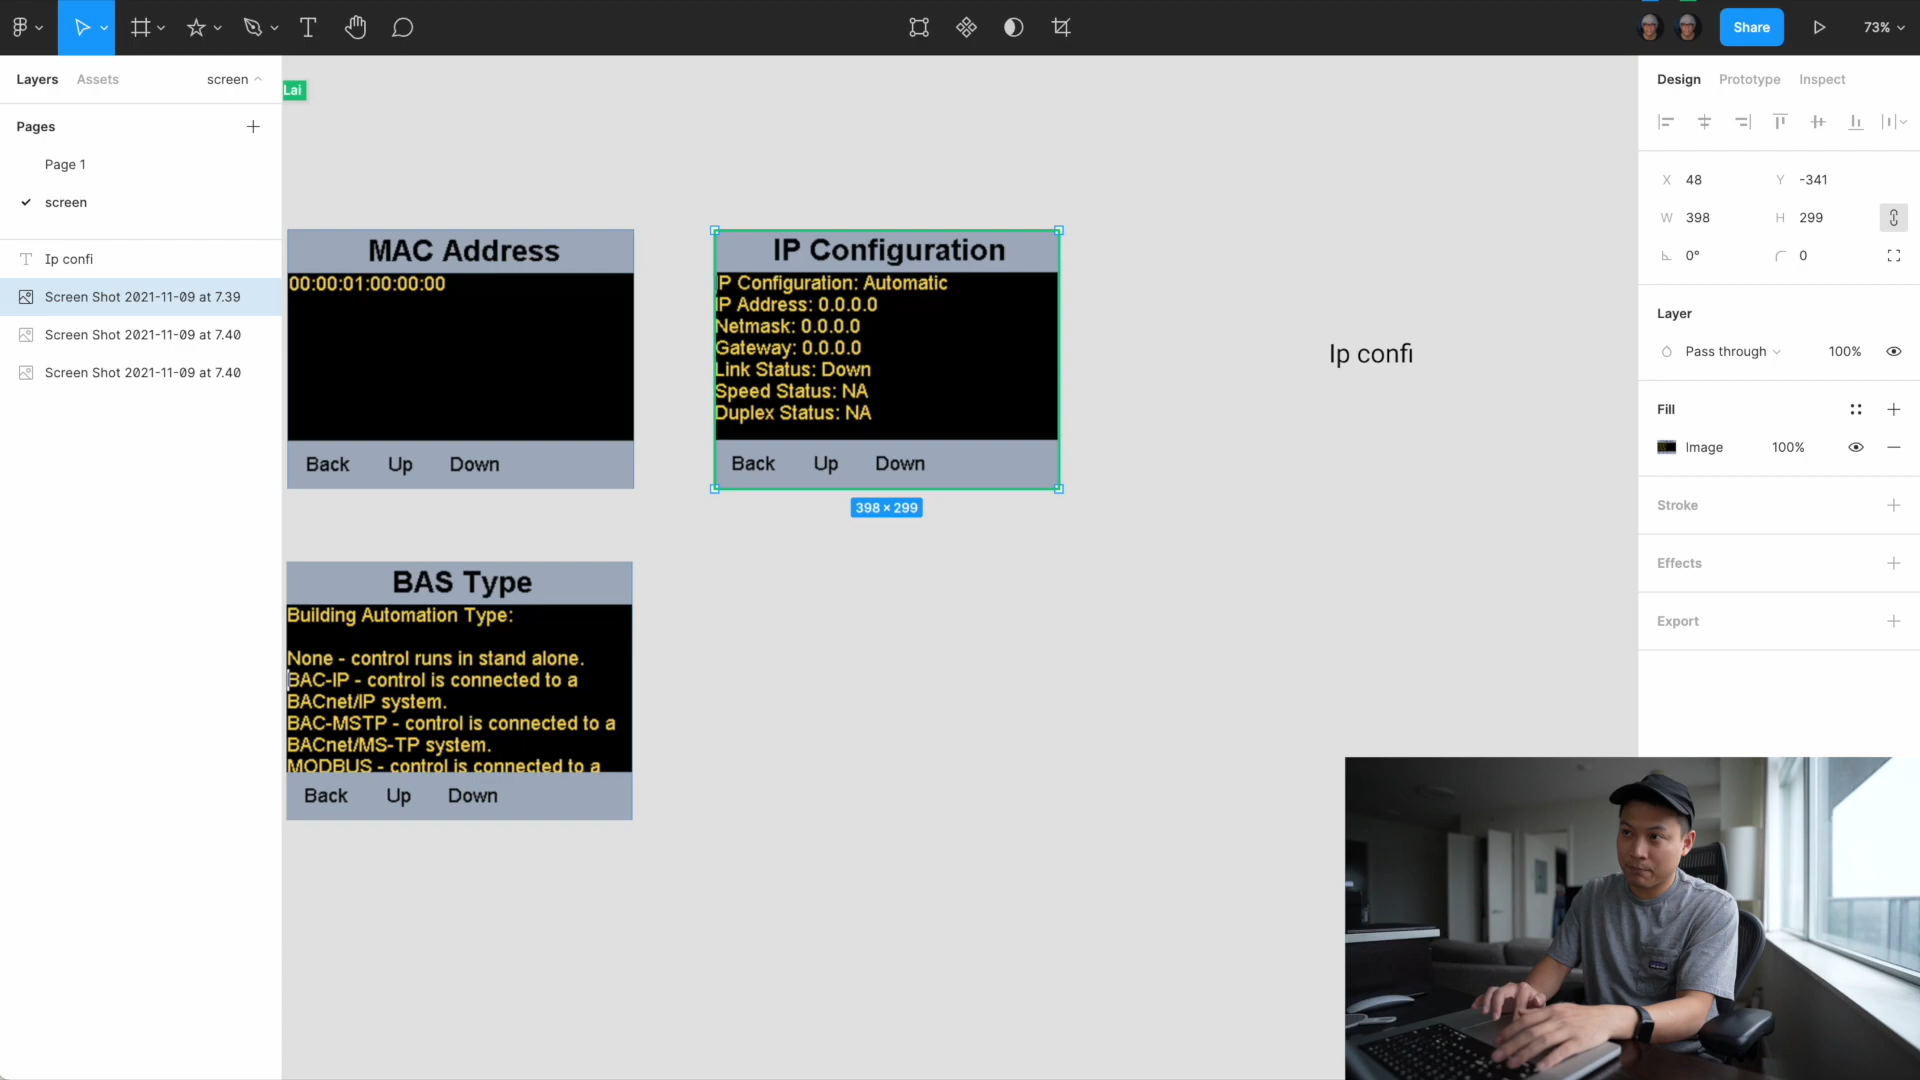 Share
73%
Layers
Assets
screen
Pages
Page 1
screen
Ip confi
Screen Shot 2021-11-09 at 7.39
Screen Shot 2021-11-09 at 7.40
Screen Shot 2021-11-09 at 7.40
Lai
MAC Address
00:00:01:00:00:00
Back Up Down
IP Configuration
IP Configuration: Automatic
IP Address: 0.0.0.0
Netmask: 0.0.0.0
Gateway: 0.0.0.0
Link Status: Down
Speed Status: NA
Duplex Status: NA
Back Up Down
398 × 299
Ip confi
BAS Type
Building Automation Type:
None - control runs in stand alone.
BAC-IP - control is connected to a
BACnet/IP system.
BAC-MSTP - control is connected to a
BACnet/MS-TP system.
MODBUS - control is connected to a
Back Up Down
Design
Prototype
Inspect
X 48 Y -341
W 398 H 299
0° 0
Layer
Pass through 100%
Fill
Image 100%
Stroke
Effects
Export